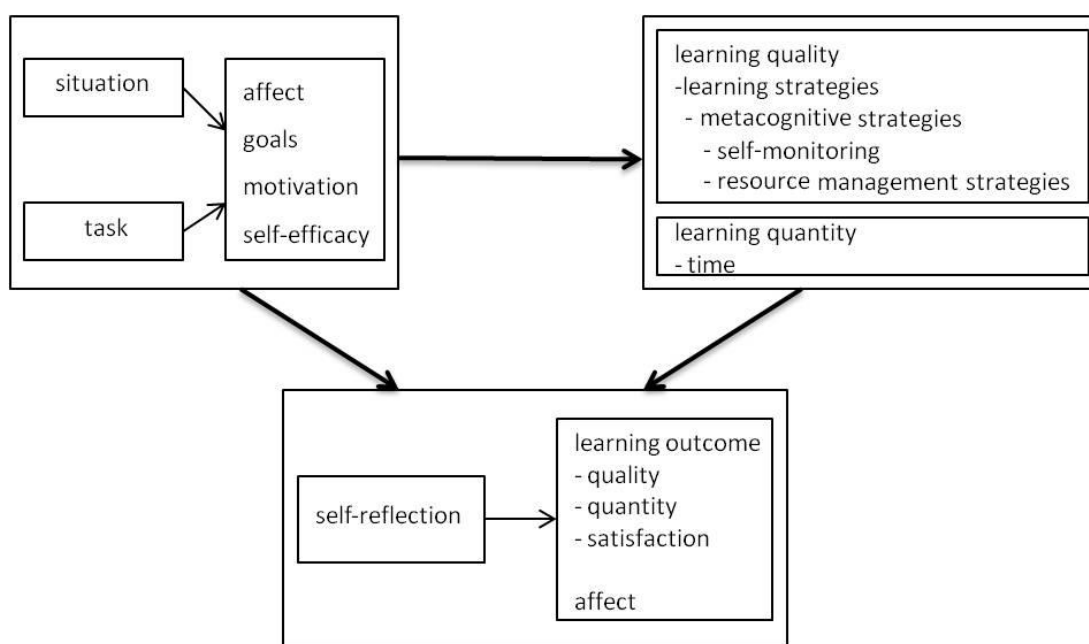 situation
task
affect
goals
motivation
self-efficacy
learning quality
-learning strategies
- metacognitive strategies
- self-monitoring
- resource management strategies
learning quantity
- time
self-reflection
learning outcome
- quality
- quantity
- satisfaction
affect